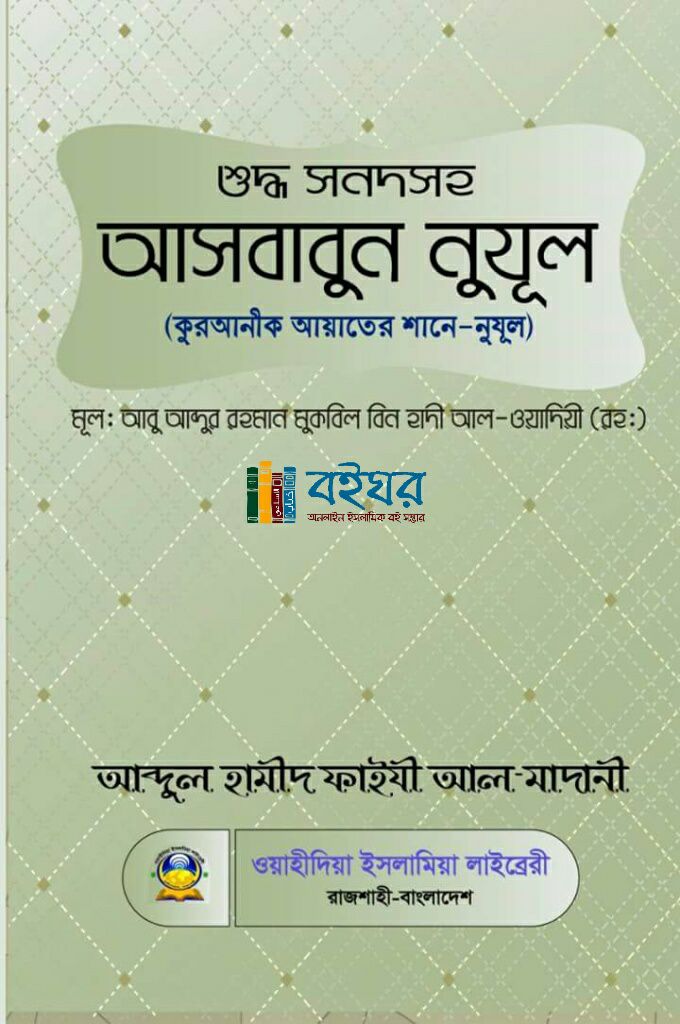 শুদ্ধ সনদসহ
আসবাবুন নুযূল
(কুরআনীক আয়াতের শানে-নুযূল)
মূল: আবু আব্দুর রহমান মুকবিল বিন হাদী আল-ওয়াদিয়ী (রহ:)
বইঘর
অনলাইন ইসলামিক বই সম্ভার
আব্দুল হামীদ ফাইযী আল-মাদানী
ওয়াহীদিয়া ইসলামিয়া লাইব্রেরী
রাজশাহী-বাংলাদেশ